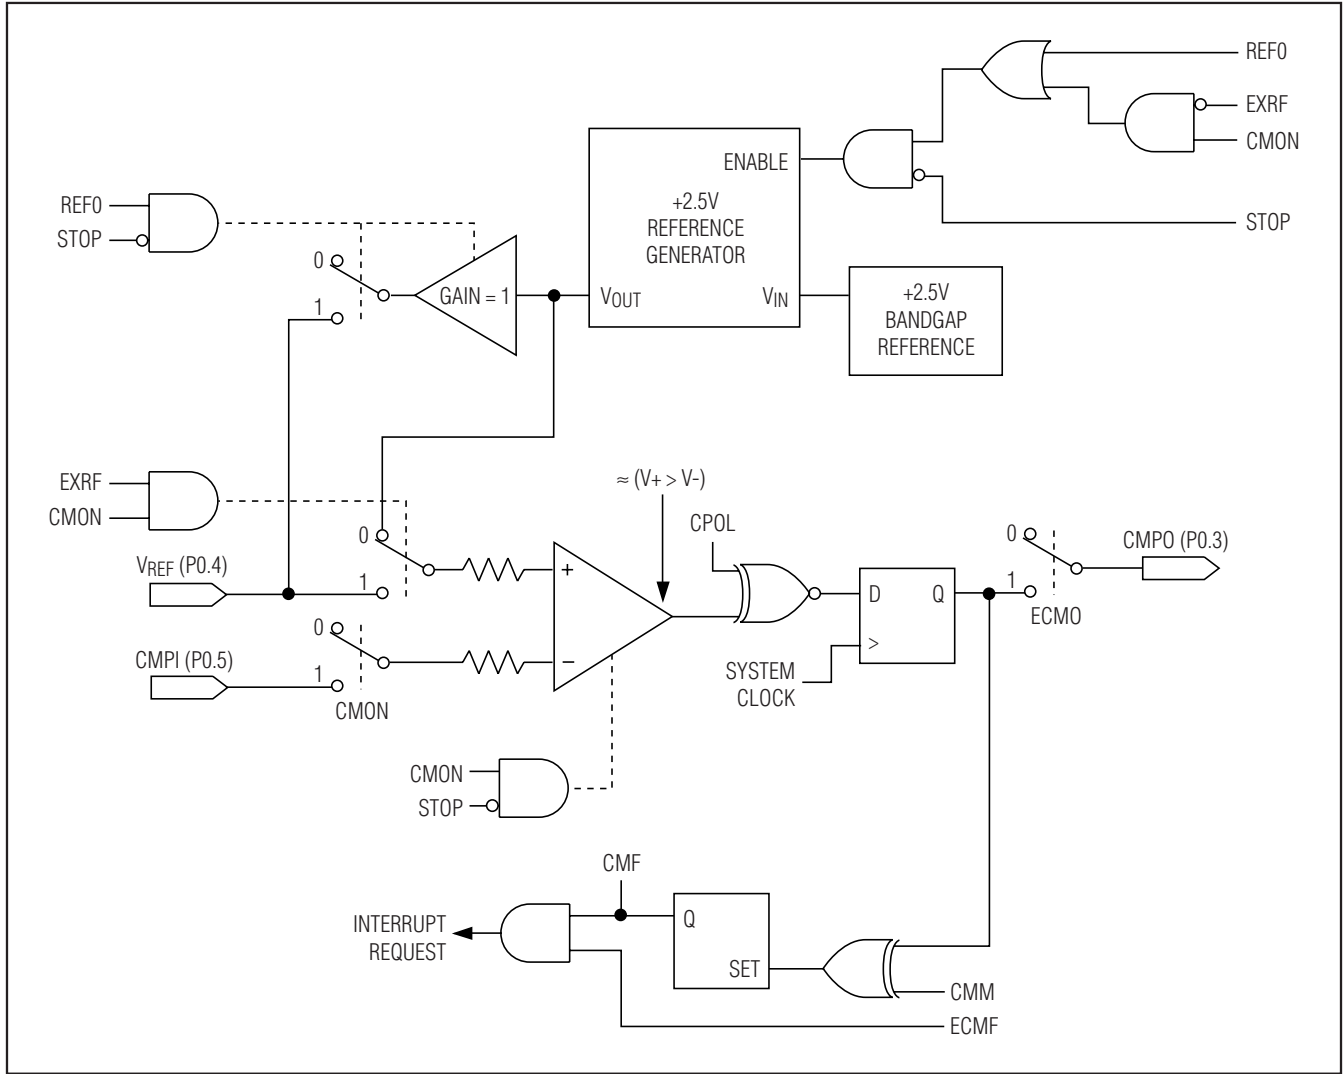 REFO
EXRF
CMON
STOP
ENABLE
+2.5V
REFERENCE
GENERATOR
VOUT
VIN
+2.5V
BANDGAP
REFERENCE
REFO
STOP
0
1
GAIN = 1
EXRF
CMON
0
1
VREF (P0.4)
0
1
CMPI (P0.5)
CMON
+
−
≈ (V+ > V-)
CPOL
D
Q
>
SYSTEM
CLOCK
0
1
ECMO
CMPO (P0.3)
CMON
STOP
CMF
INTERRUPT
REQUEST
Q
SET
CMM
ECMF